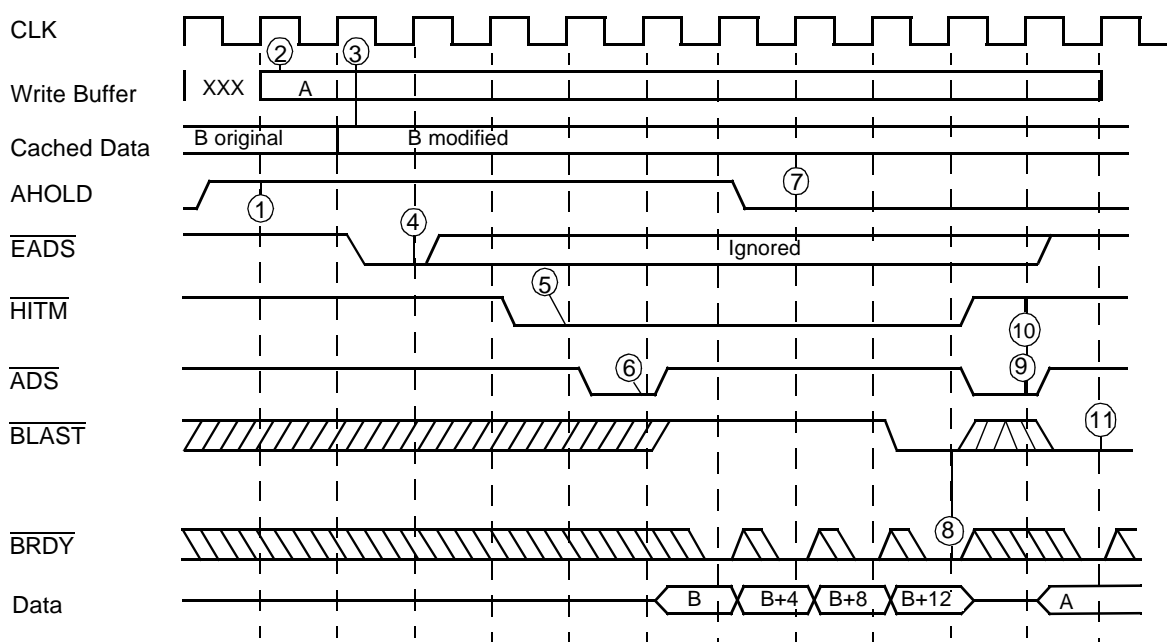 CLK
② ③
Write Buffer XXX A
Cached Data B original B modified
AHOLD ① ⑦
EADS ④ Ignored
HITM ⑤ ⑩
ADS ⑥ ⑨
BLAST ⑪
BRDY ⑧
Data B B+4 B+8 B+12 A